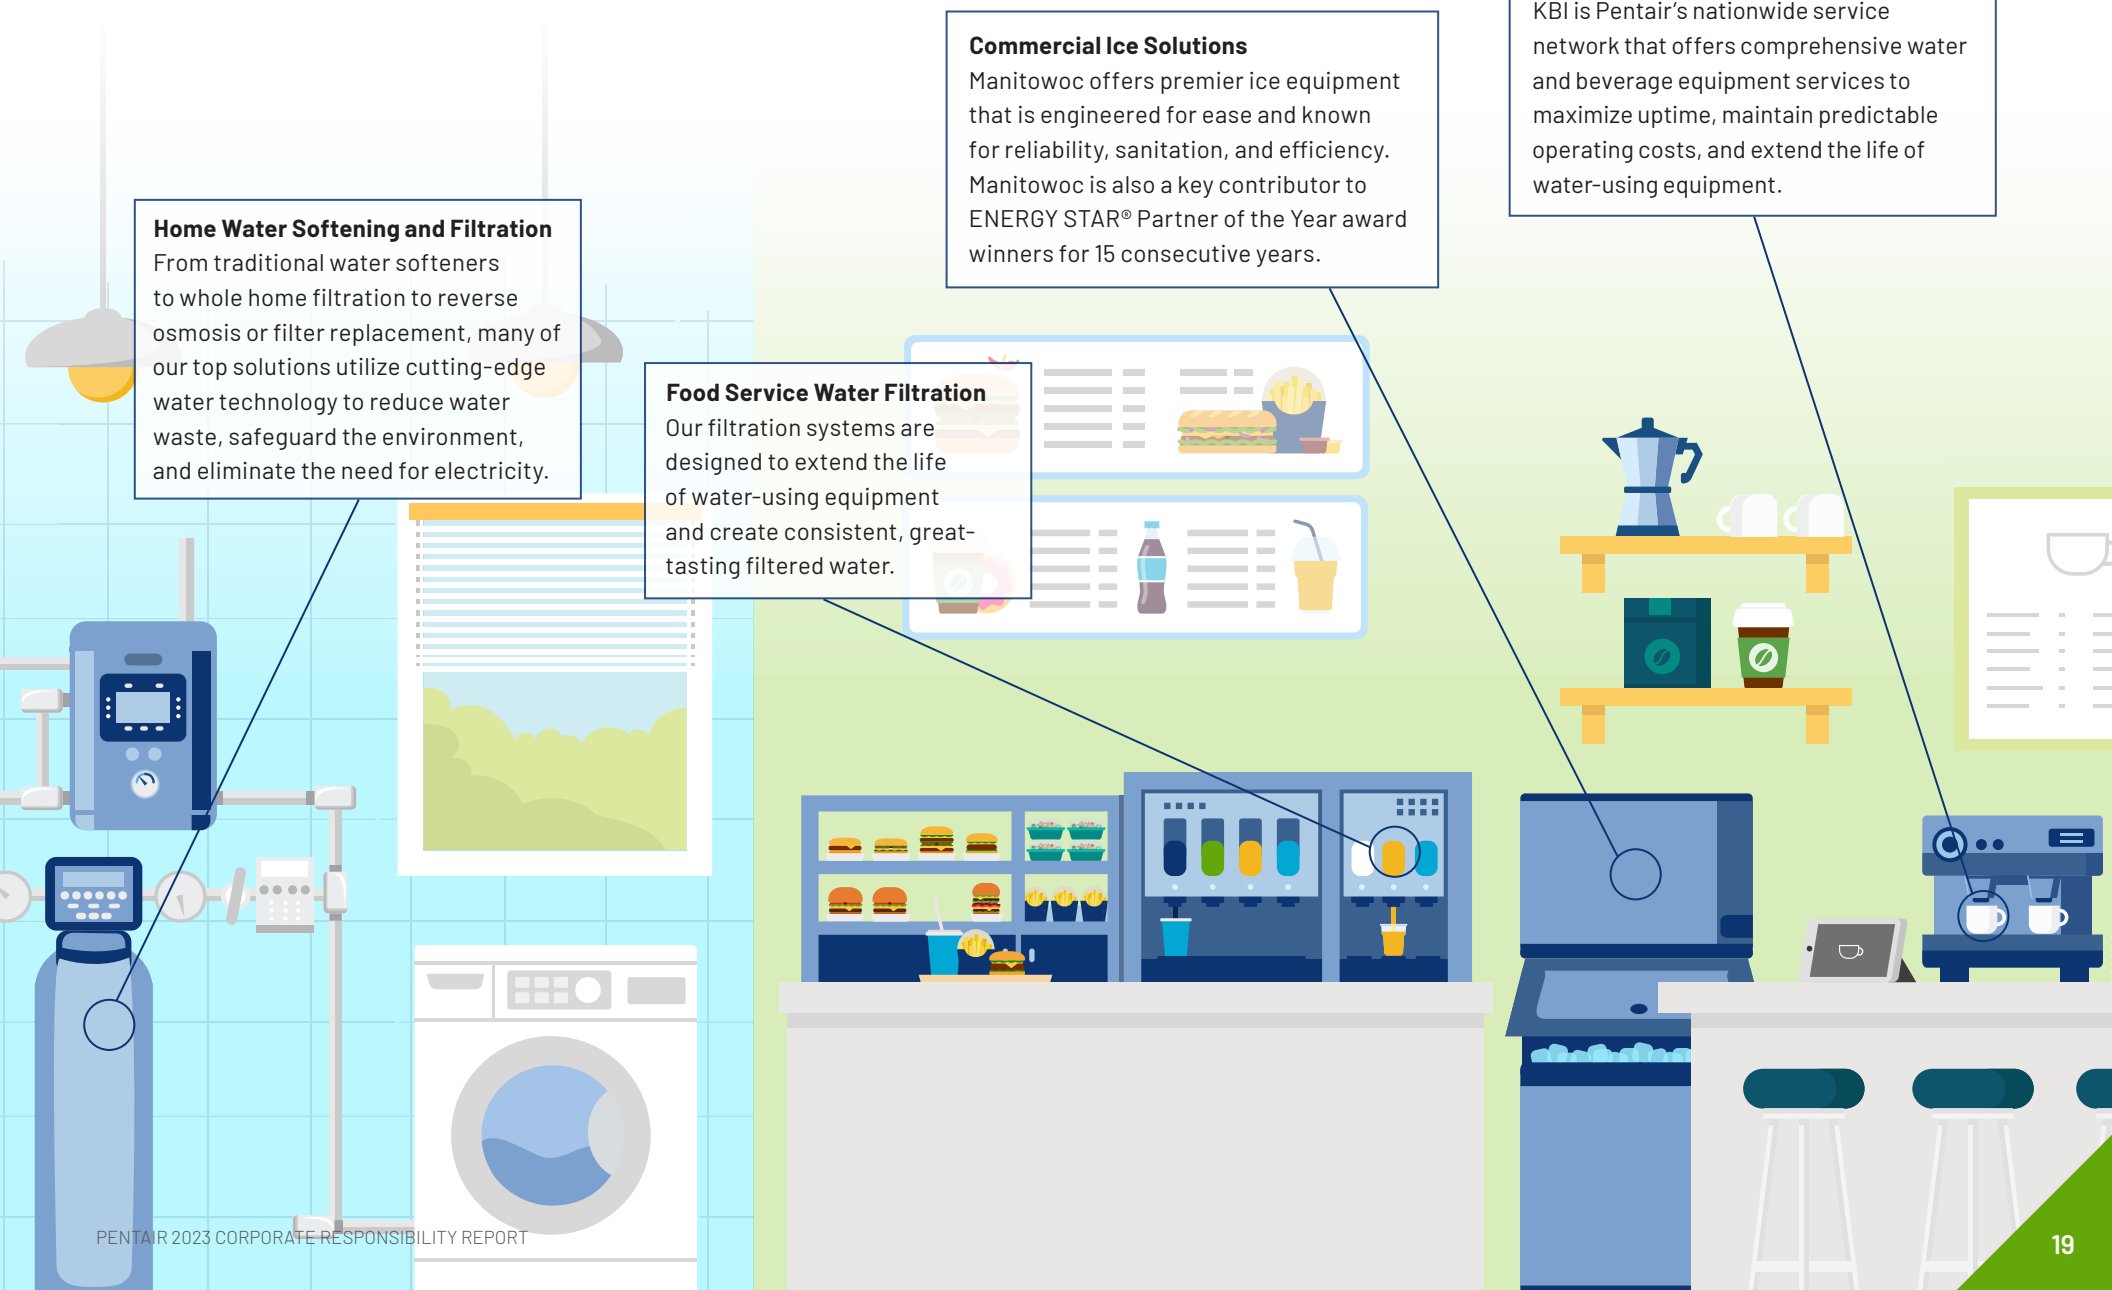 Home Water Softening and Filtration
From traditional water softeners
to whole home filtration to reverse
osmosis or filter replacement, many of
our top solutions utilize cutting-edge
water technology to reduce water
waste, safeguard the environment,
and eliminate the need for electricity.
Food Service Water Filtration
Our filtration systems are
designed to extend the life
of water-using equipment
and create consistent, great-
tasting filtered water.
Commercial Ice Solutions
Manitowoc offers premier ice equipment
that is engineered for ease and known
for reliability, sanitation, and efficiency.
Manitowoc is also a key contributor to
ENERGY STAR® Partner of the Year award
winners for 15 consecutive years.
KBI is Pentair’s nationwide service
network that offers comprehensive water
and beverage equipment services to
maximize uptime, maintain predictable
operating costs, and extend the life of
water-using equipment.
PENTAIR 2023 CORPORATE RESPONSIBILITY REPORT
19